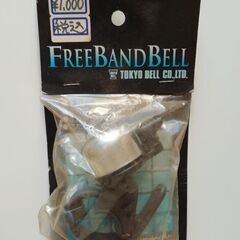 ¥1,000
FREEBANDBELL
TOKYO BELL CO.,LTD.